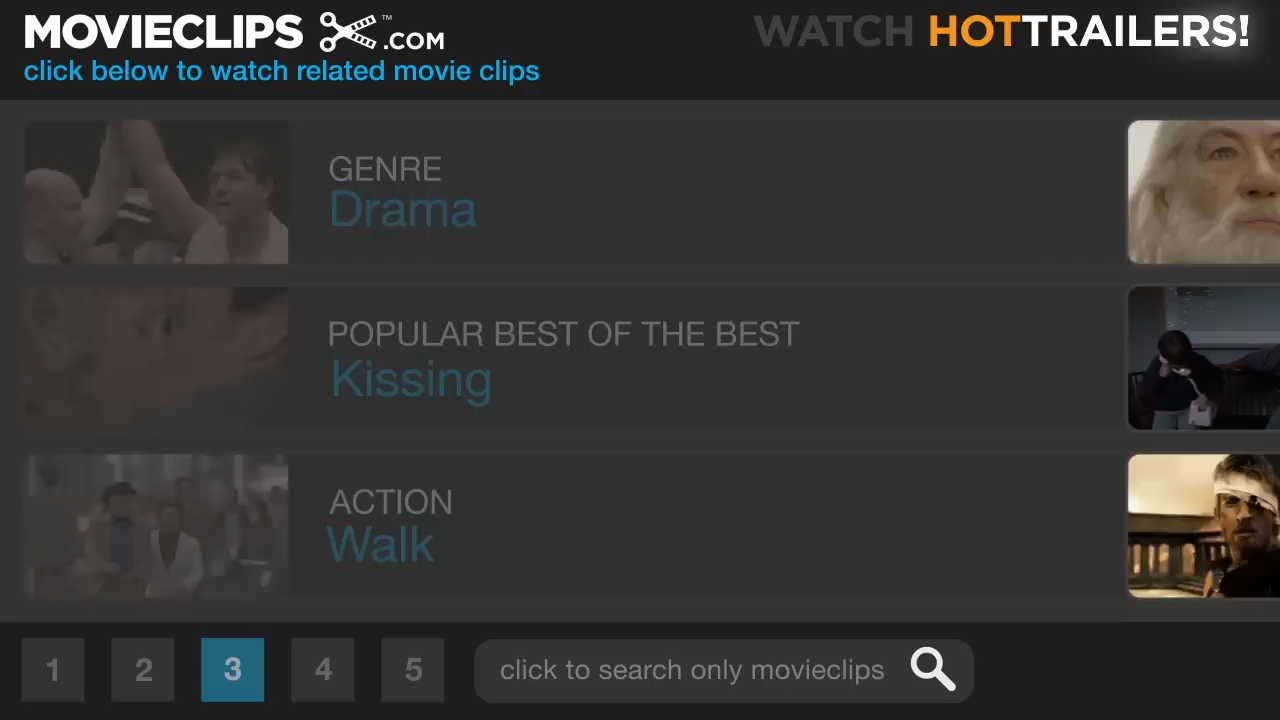 MOVIECLIPS ™ .COM
WATCH HOTTRAILERS!
click below to watch related movie clips
GENRE
Drama
POPULAR BEST OF THE BEST
Kissing
ACTION
Walk
1 2 3 4 5
click to search only movieclips